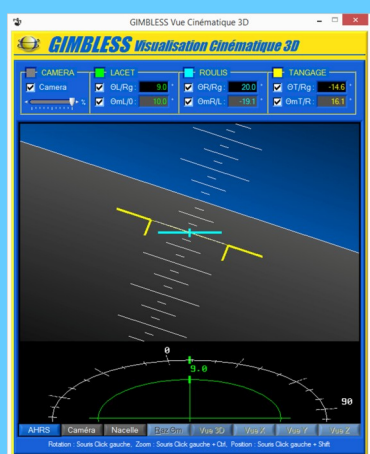 GIMBLESS Vue Cinématique 3D
GIMBLESS Visualisation Cinématique 3D
CAMERA LACET ROULIS TANGAGE
Camera ΘL/Rg: 9.0 ° ΘR/Rg: 20.0 ° ΘT/Rg: -14.6 °
% ΘmL/0: 10.0 ° ΘmR/L: -19.1 ° ΘmT/R: 16.1 °
0
9.0
90
AHRS Caméra Nacelle Raz Θm Vue 3D Vue X Vue Y Vue Z
Rotation : Souris Click gauche, Zoom : Souris Click gauche + Ctrl, Position : Souris Click gauche + Shift